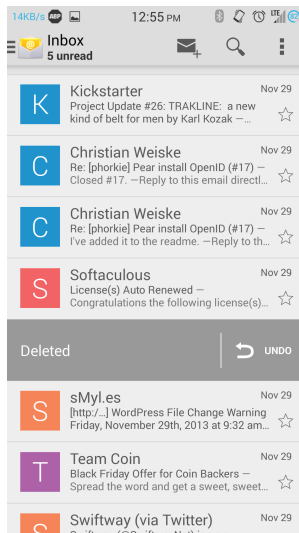 14KB/s ABP 12:55 PM LTE
Inbox
5 unread
Kickstarter Nov 29
K
Project Update #26: TRAKLINE: a new
kind of belt for men by Karl Kozak —...
Christian Weiske Nov 29
C
Re: [phorkie] Pear install OpenID (#17) —
Closed #17. —Reply to this email directl...
Christian Weiske Nov 29
C
Re: [phorkie] Pear install OpenID (#17) —
I've added it to the readme. —Reply to th...
Softaculous Nov 29
S
License(s) Auto Renewed —
Congratulations the following license(s)...
Deleted UNDO
sMyl.es Nov 29
S
[http:/...] WordPress File Change Warning
Friday, November 29th, 2013 at 9:32 am...
Team Coin Nov 29
T
Black Friday Offer for Coin Backers —
Spread the word and get a sweet, sweet...
Swiftway (via Twitter) Nov 29
S